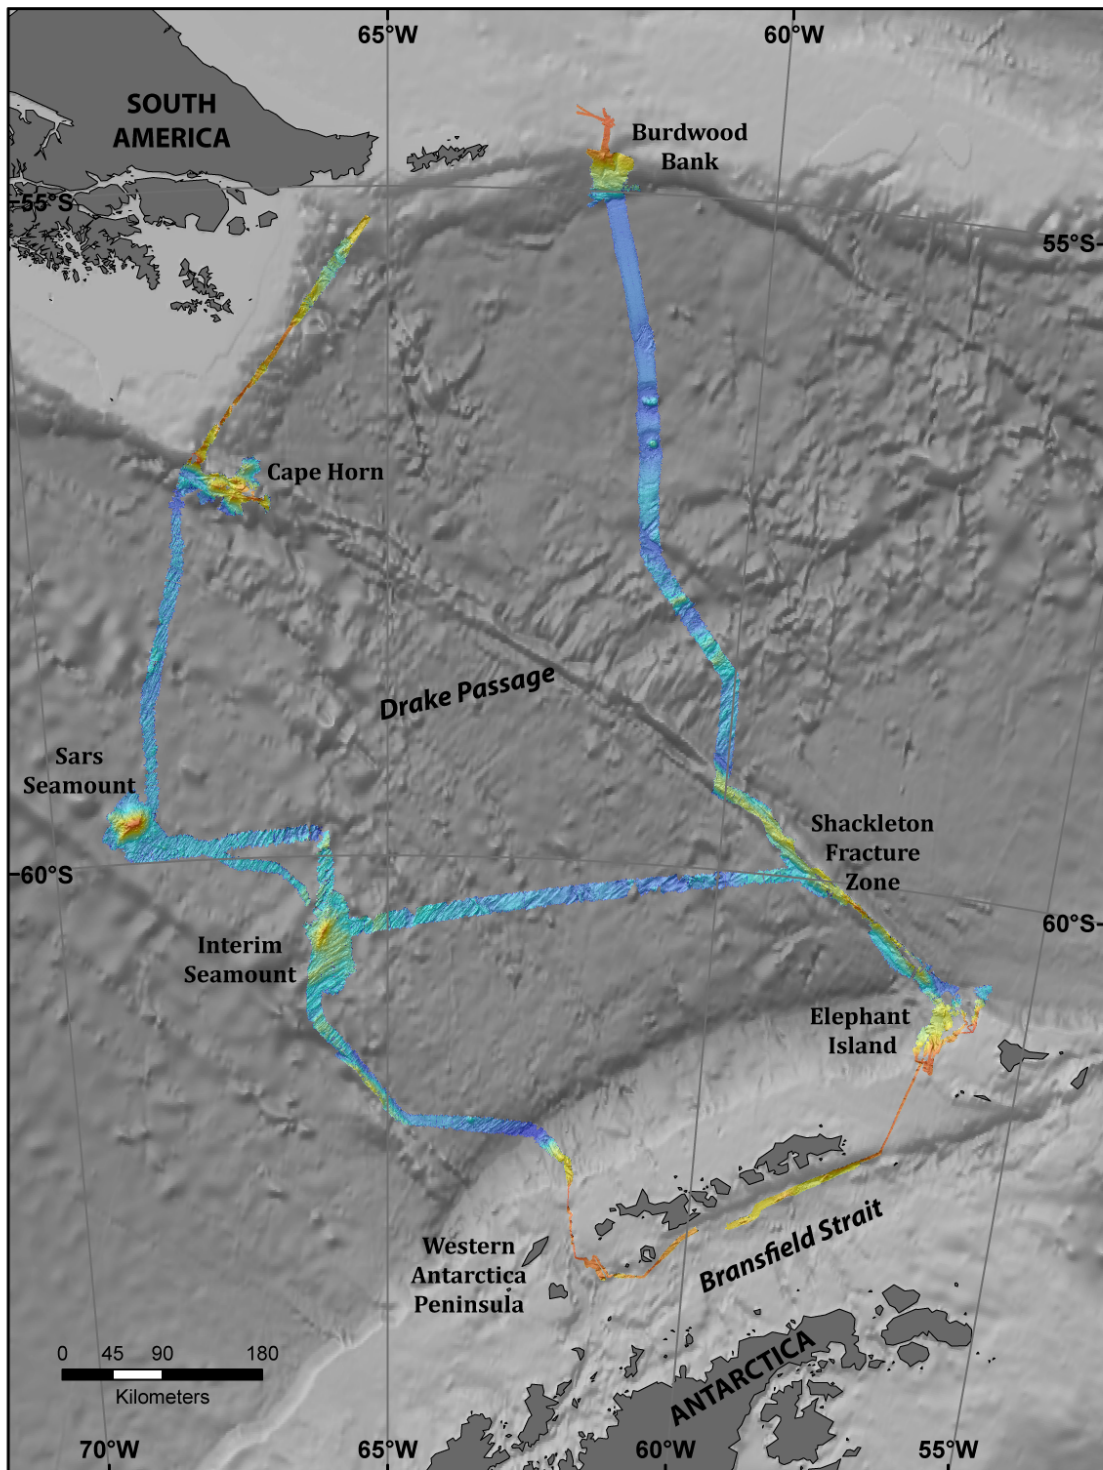 65°W
60°W
SOUTH
AMERICA
Burdwood
Bank
55°S
55°S
Cape Horn
Drake Passage
Sars
Seamount
Shackleton
Fracture
Zone
60°S
60°S
Interim
Seamount
Elephant
Island
Western
Antarctica
Peninsula
Bransfield Strait
ANTARCTICA
0 45 90 180
Kilometers
70°W
65°W
60°W
55°W